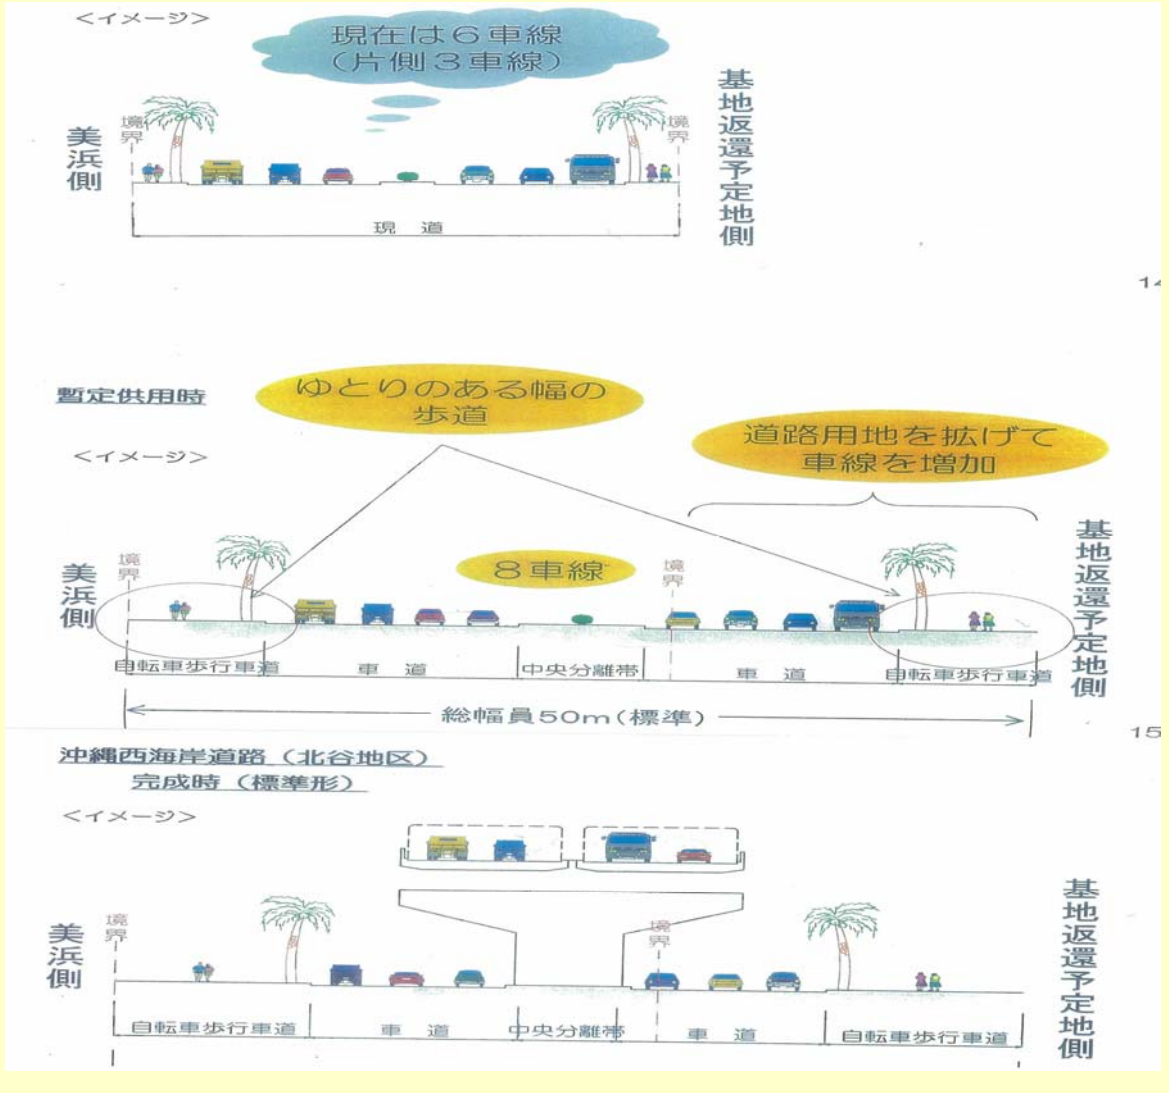 <イメージ>
現在は6車線
(片側3車線)
美浜側
境界
境界
基地返還予定地側
現 道
14
暫定供用時
<イメージ>
ゆとりのある幅の
歩道
道路用地を拡げて
車線を増加
8車線
美浜側
境界
境界
基地返還予定地側
自転車歩行車道
車 道
中央分離帯
車 道
自転車歩行車道
総幅員50m(標準)
15
沖縄西海岸道路(北谷地区)
完成時(標準形)
<イメージ>
美浜側
境界
境界
基地返還予定地側
自転車歩行車道
車 道
中央分離帯
車 道
自転車歩行車道